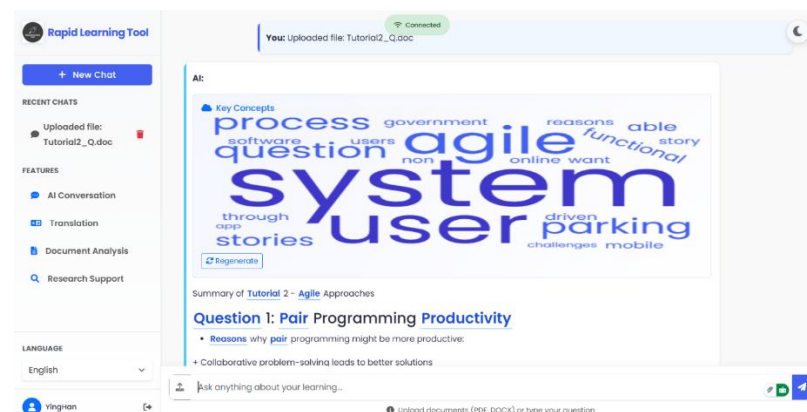 Rapid Learning Tool
+ New Chat
RECENT CHATS
Uploaded file:
Tutorial2_Q.doc
FEATURES
AI Conversation
Translation
Document Analysis
Research Support
LANGUAGE
English
YingHan
Connected
You: Uploaded file: Tutorial2_Q.doc
AI:
Key Concepts
process government reasons able
software users agile functional story
question non online want
system
through user driven
app parking
stories challenges mobile
Regenerate
Summary of Tutorial 2 - Agile Approaches
Question 1: Pair Programming Productivity
• Reasons why pair programming might be more productive:
+ Collaborative problem-solving leads to better solutions
Ask anything about your learning...
Upload documents (PDF, DOCX) or type your question